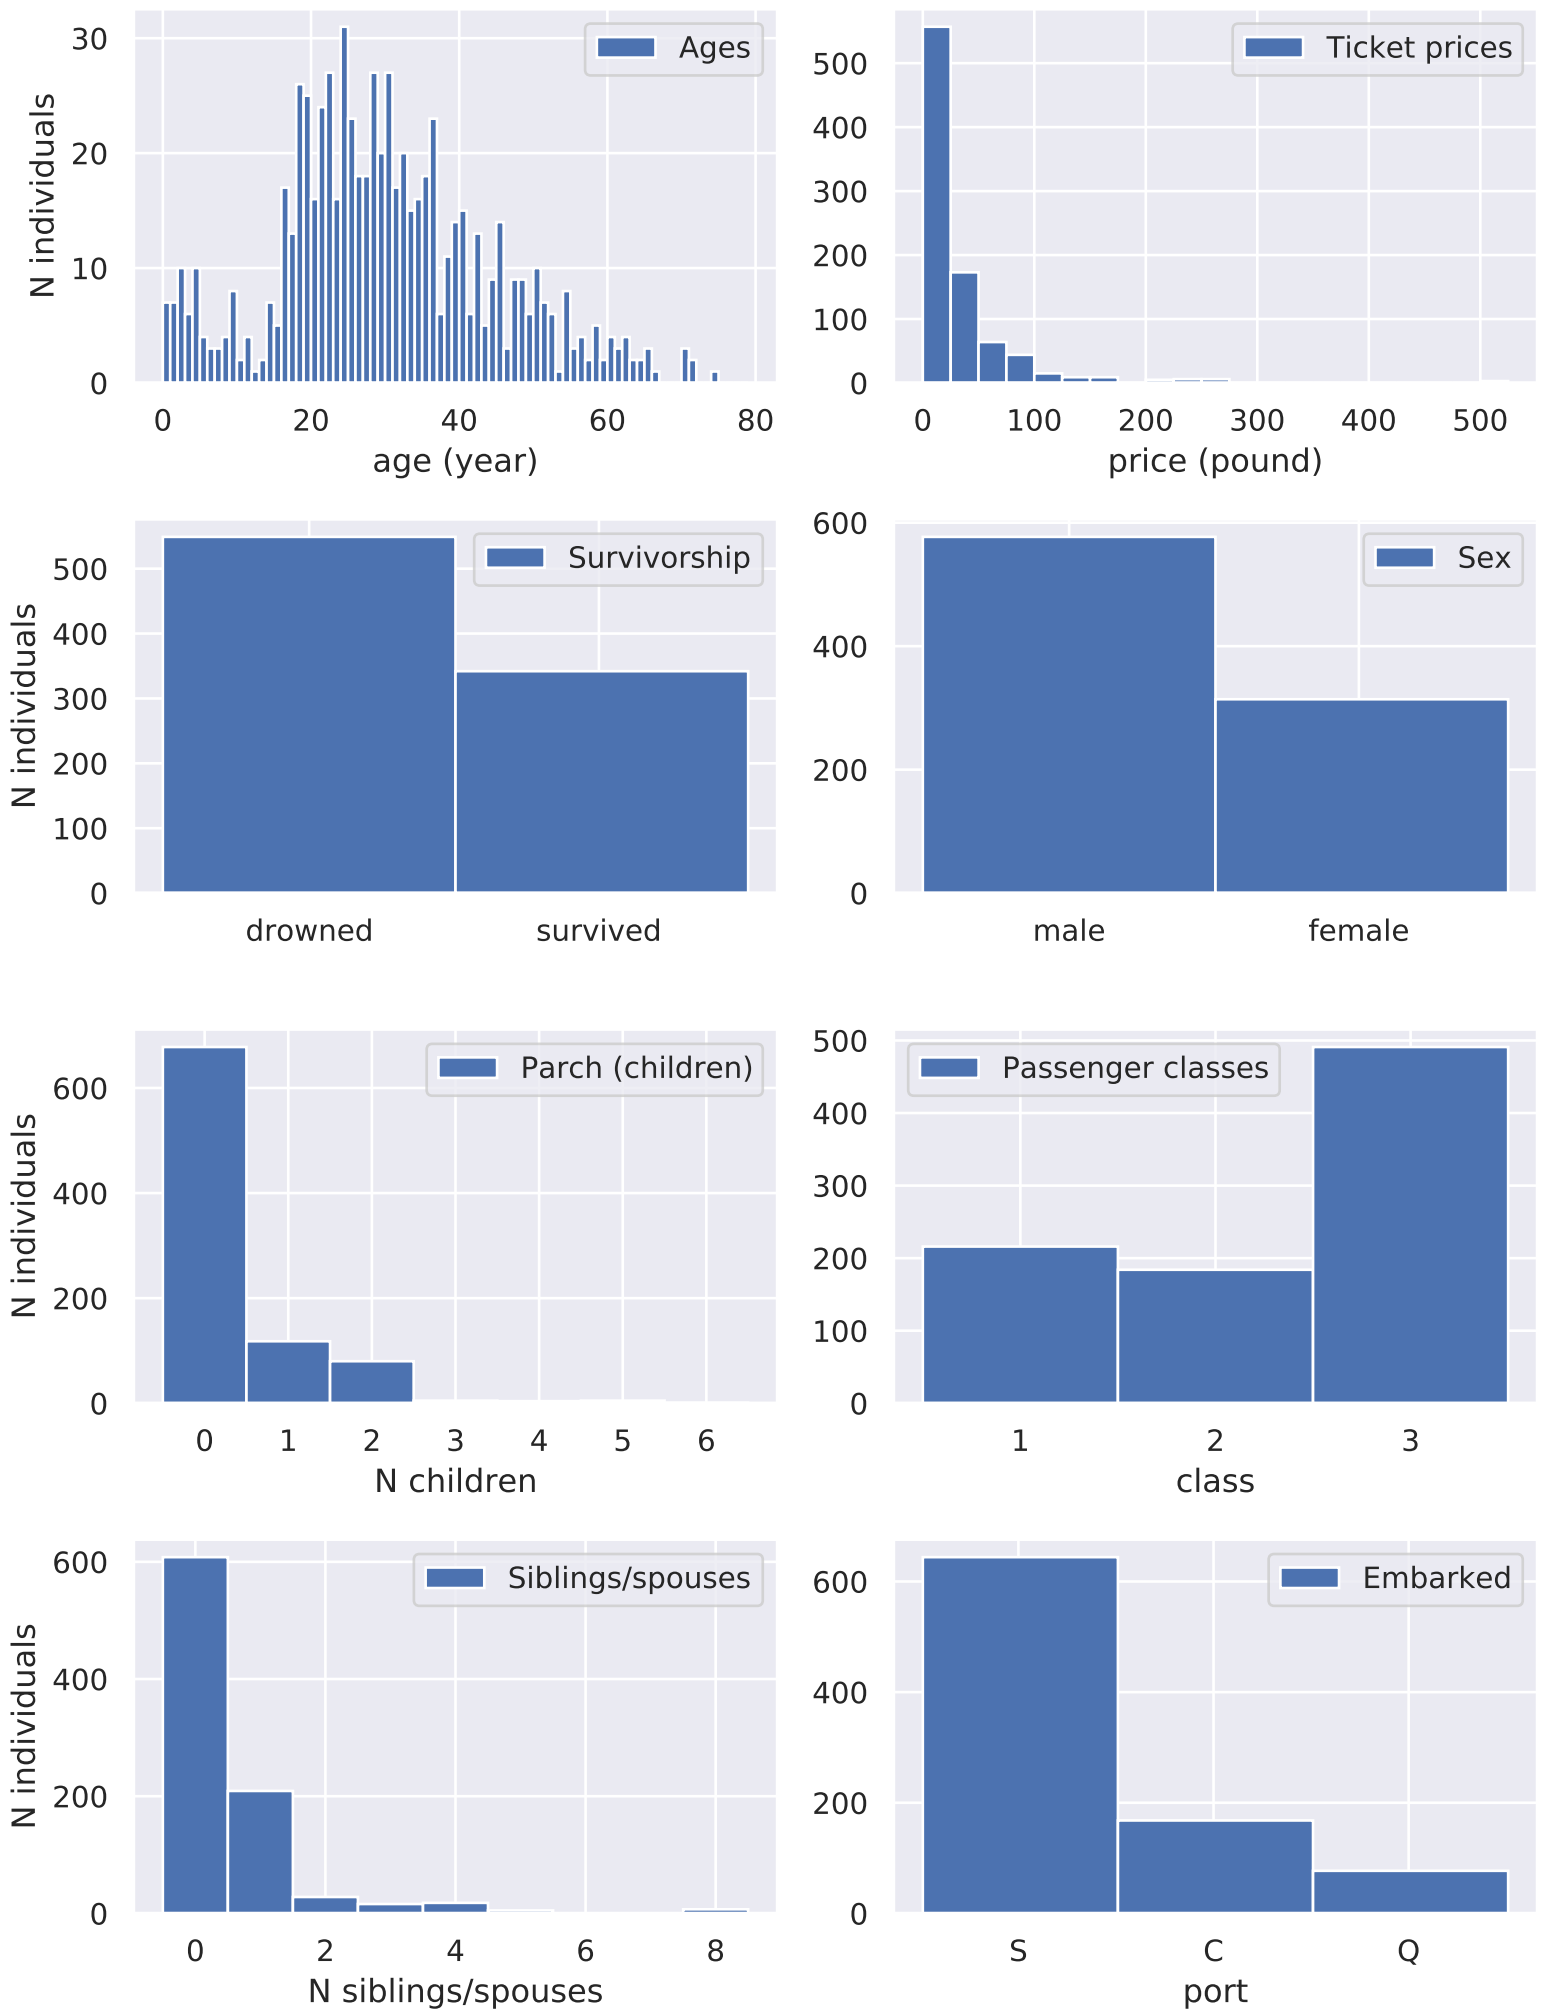 Ages
N individuals
30
20
10
0
0 20 40 60 80
age (year)
Ticket prices
500
400
300
200
100
0
0 100 200 300 400 500
price (pound)
Survivorship
N individuals
500
400
300
200
100
0
drowned survived
Sex
600
400
200
0
male female
Parch (children)
N individuals
600
400
200
0
0 1 2 3 4 5 6
N children
Passenger classes
500
400
300
200
100
0
1 2 3
class
Siblings/spouses
N individuals
600
400
200
0
0 2 4 6 8
N siblings/spouses
Embarked
600
400
200
0
S C Q
port